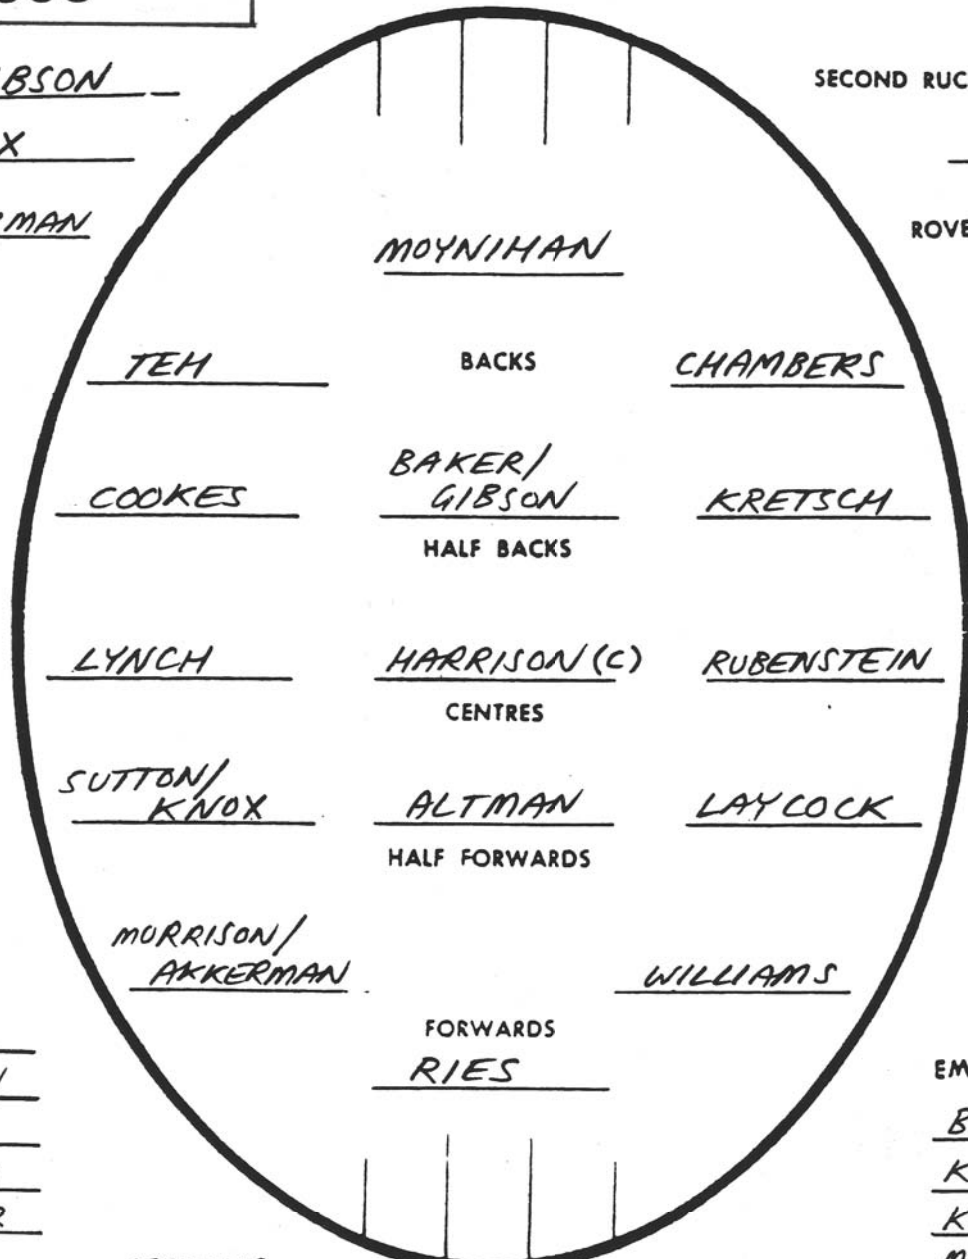 BSON
SECOND RUC
X
RMAN
ROVE
MOYNIHAN
TEH BACKS CHAMBERS
BAKER/
COOKES GIBSON KRETSCH
HALF BACKS
LYNCH HARRISON (C) RUBENSTEIN
CENTRES
SUTTON/
KNOX ALTMAN LAYCOCK
HALF FORWARDS
MORRISON/
AKKERMAN WILLIAMS
FORWARDS
RIES
EM
B
K
R K